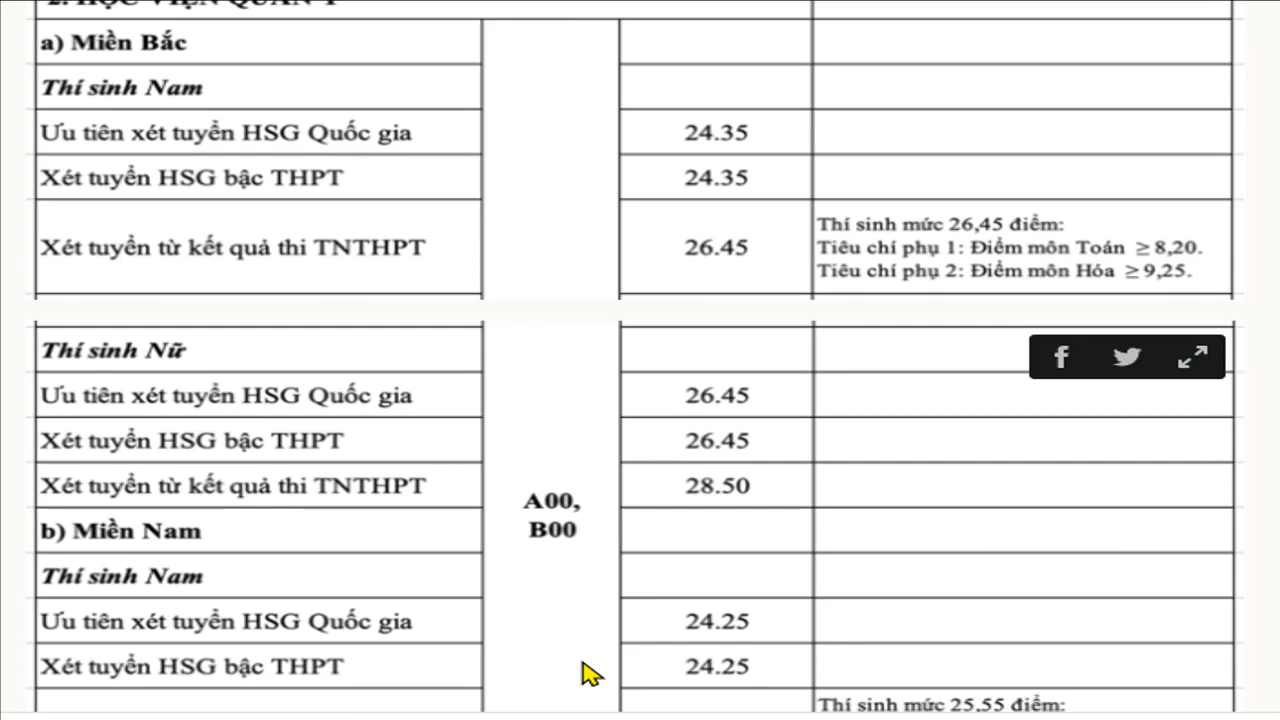 2. HỌC VIỆN QUÂN Y
a) Miền Bắc
Thí sinh Nam
Ưu tiên xét tuyển HSG Quốc gia 24.35
Xét tuyển HSG bậc THPT 24.35
Xét tuyển từ kết quả thi TNTHPT 26.45
Thí sinh mức 26,45 điểm:
Tiêu chí phụ 1: Điểm môn Toán ≥ 8,20.
Tiêu chí phụ 2: Điểm môn Hóa ≥ 9,25.
Thí sinh Nữ
Ưu tiên xét tuyển HSG Quốc gia 26.45
Xét tuyển HSG bậc THPT 26.45
Xét tuyển từ kết quả thi TNTHPT 28.50
A00,
B00
b) Miền Nam
Thí sinh Nam
Ưu tiên xét tuyển HSG Quốc gia 24.25
Xét tuyển HSG bậc THPT 24.25
Thí sinh mức 25,55 điểm: